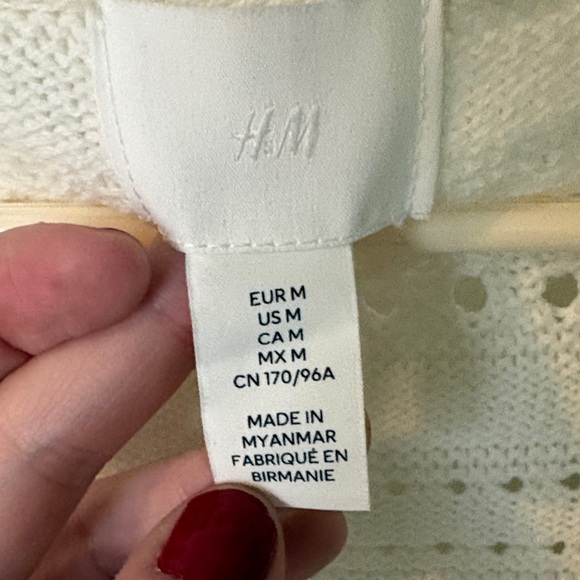 H&M
EUR M
US M
CA M
MX M
CN 170/96A
MADE IN
MYANMAR
FABRIQUÉ EN
BIRMANIE